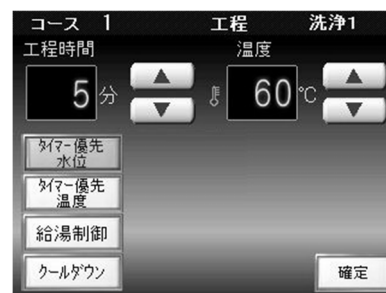 コース 1 工程 洗浄1
工程時間 温度
5分 60℃
タイマー優先
水位
タイマー優先
温度
給湯制御
クールダウン
確定